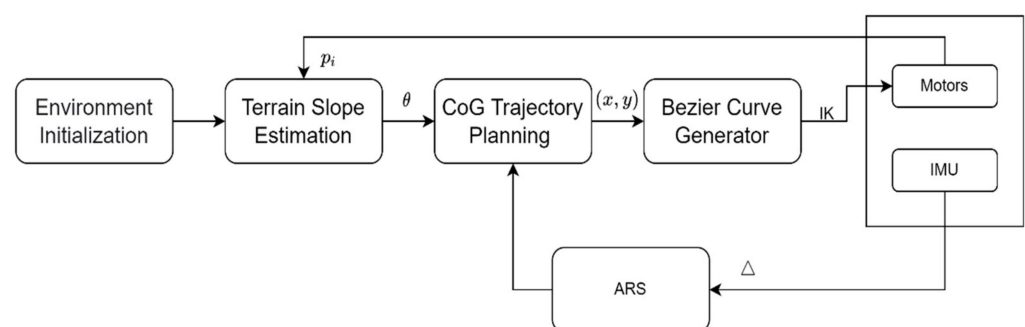 p_i
Environment
Initialization
Terrain Slope
Estimation
θ
CoG Trajectory
Planning
(x, y)
Bezier Curve
Generator
IK
Motors
IMU
△
ARS